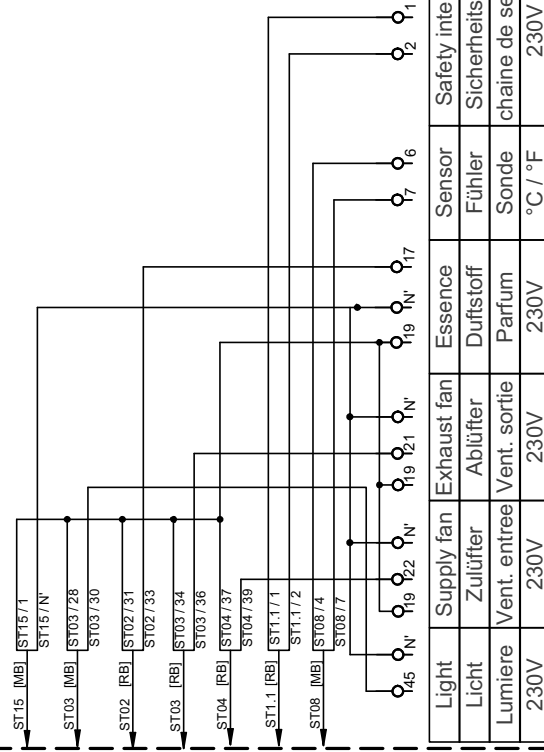 ST15 [MB]
ST15 / 1
ST15 / N'
ST03 [MB]
ST03 / 28
ST03 / 30
ST02 [RB]
ST02 / 31
ST02 / 33
ST03 [RB]
ST03 / 34
ST03 / 36
ST04 [RB]
ST04 / 37
ST04 / 39
ST1.1 [RB]
ST1.1 / 1
ST1.1 / 2
ST08 [MB]
ST08 / 4
ST08 / 7
45
N'
19
22
N'
19
21
N'
19
N'
17
7
6
2
1
Light
Licht
Lumiere
230V
Supply fan
Zulüfter
Vent. entree
230V
Exhaust fan
Ablüfter
Vent. sortie
230V
Essence
Duftstoff
Parfum
230V
Sensor
Fühler
Sonde
°C / °F
Safety inte
Sicherheits
chaine de se
230V